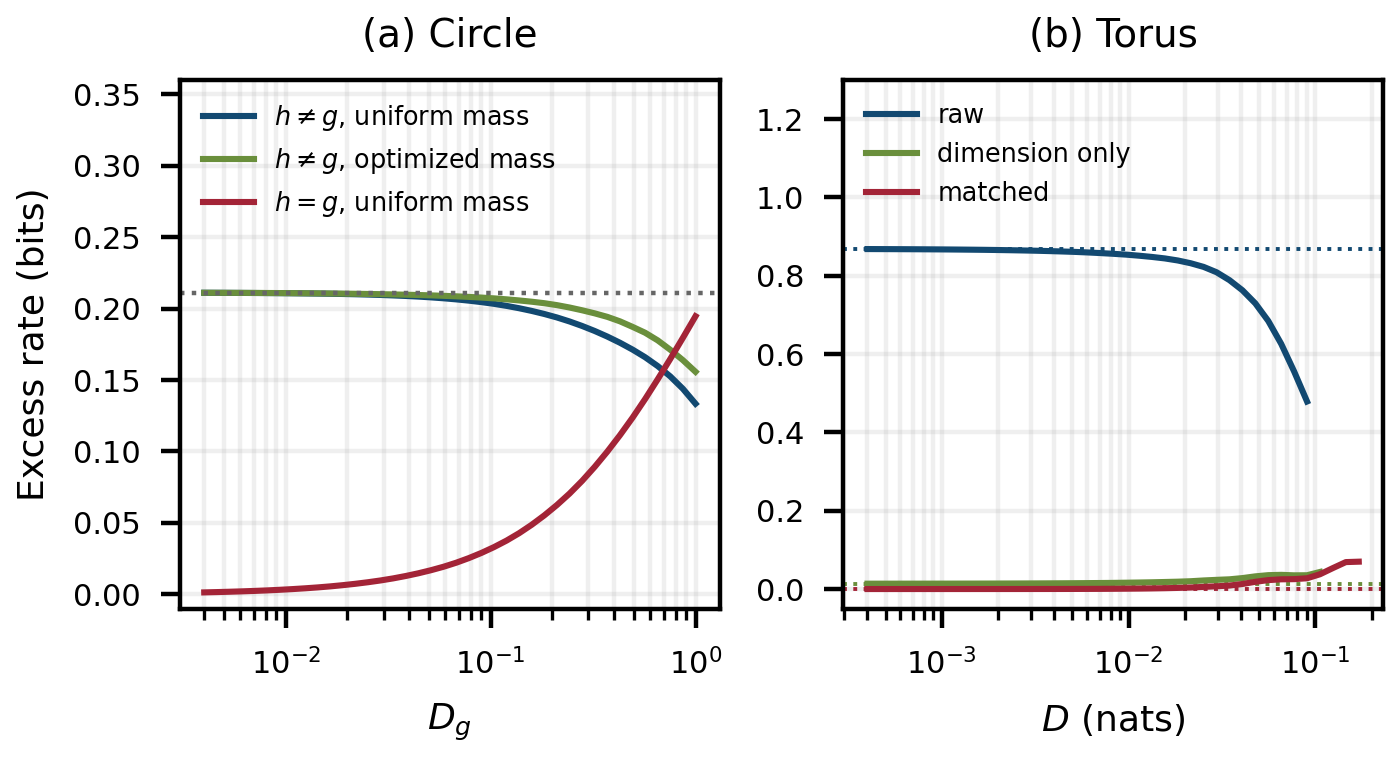 (a) Circle
Excess rate (bits)
0.35
0.30
0.25
0.20
0.15
0.10
0.05
0.00
h ≠ g, uniform mass
h ≠ g, optimized mass
h = g, uniform mass
10⁻² 10⁻¹ 10⁰
D_g
(b) Torus
1.2
1.0
0.8
0.6
0.4
0.2
0.0
raw
dimension only
matched
10⁻³ 10⁻² 10⁻¹
D (nats)